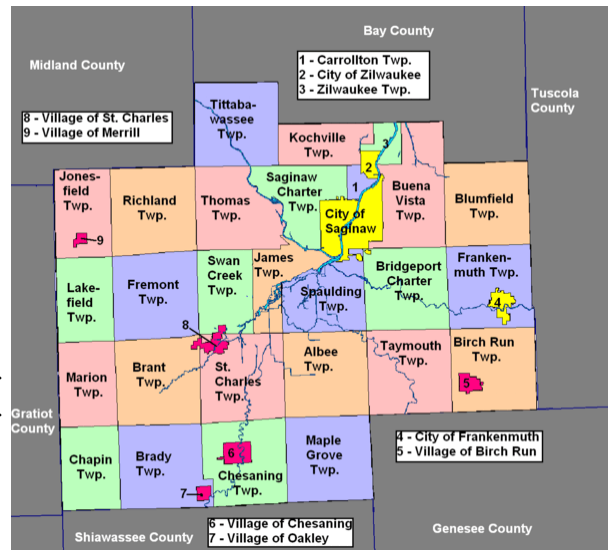 Bay County
Midland County
1 - Carrollton Twp.
2 - City of Zilwaukee
3 - Zilwaukee Twp.
Tuscola
County
8 - Village of St. Charles
9 - Village of Merrill
Tittaba-
wassee
Twp.
Kochville
Twp.
3
2
1
Jones-
field
Twp.
9
Richland
Twp.
Thomas
Twp.
Saginaw
Charter
Twp.
City of
Saginaw
Buena
Vista
Twp.
Blumfield
Twp.
Lake-
field
Twp.
Fremont
Twp.
Swan
Creek
Twp.
James
Twp.
Spaulding
Twp.
Bridgeport
Charter
Twp.
Franken-
muth Twp.
4
8
Marion
Twp.
Brant
Twp.
St.
Charles
Twp.
Albee
Twp.
Taymouth
Twp.
Birch Run
Twp.
5
Gratiot
County
4 - City of Frankenmuth
5 - Village of Birch Run
Chapin
Twp.
Brady
Twp.
6
Chesaning
Twp.
Maple
Grove
Twp.
7
6 - Village of Chesaning
7 - Village of Oakley
Shiawassee County
Genesee County